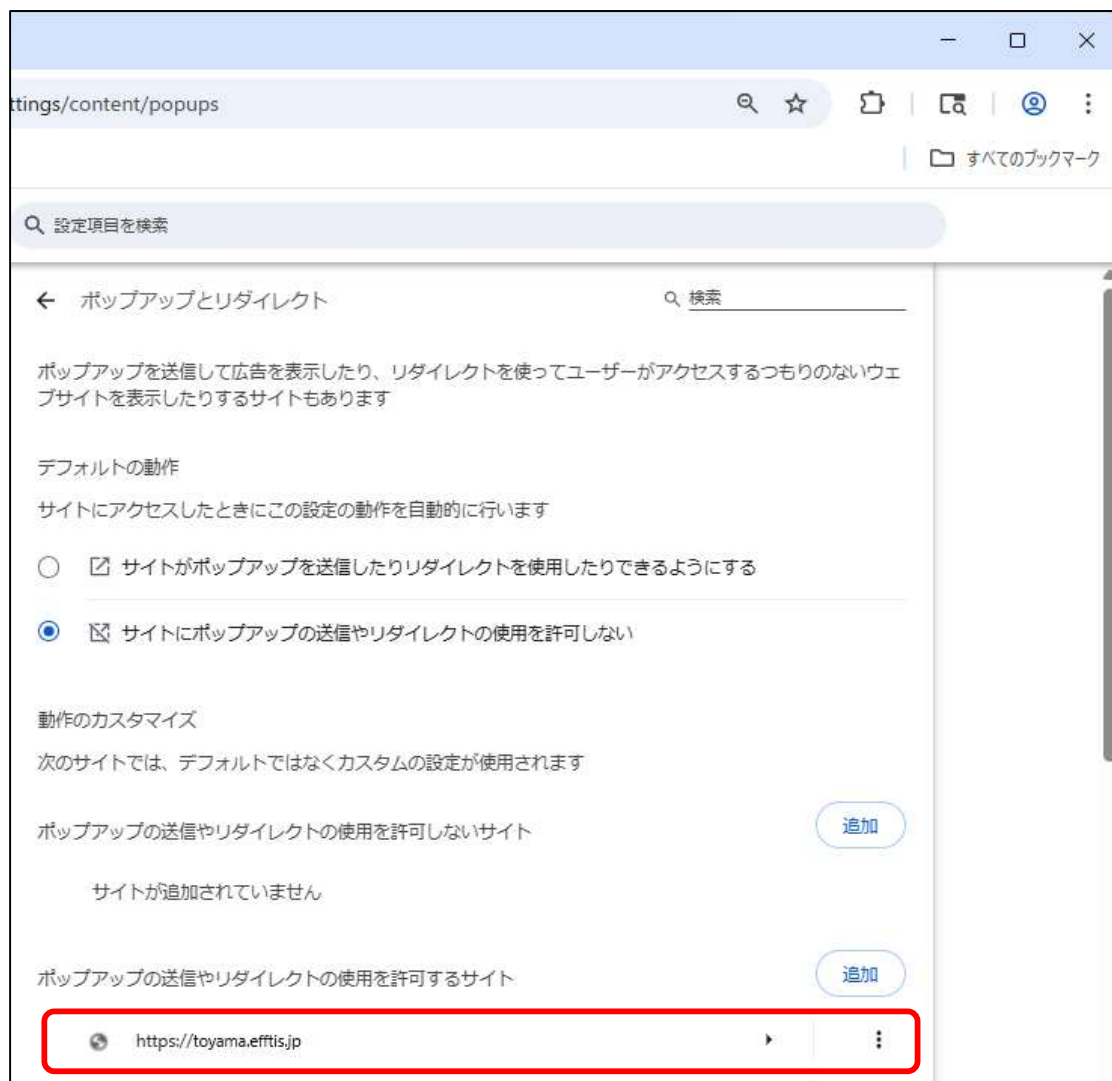 ttings/content/popups
すべてのブックマーク
設定項目を検索
ポップアップとリダイレクト
検索
ポップアップを送信して広告を表示したり、リダイレクトを使ってユーザーがアクセスするつもりのないウェ
ブサイトを表示したりするサイトもあります
デフォルトの動作
サイトにアクセスしたときにこの設定の動作を自動的に行います
サイトがポップアップを送信したりリダイレクトを使用したりできるようにする
サイトにポップアップの送信やリダイレクトの使用を許可しない
動作のカスタマイズ
次のサイトでは、デフォルトではなくカスタムの設定が使用されます
ポップアップの送信やリダイレクトの使用を許可しないサイト
追加
サイトが追加されていません
ポップアップの送信やリダイレクトの使用を許可するサイト
追加
https://toyama.efftis.jp